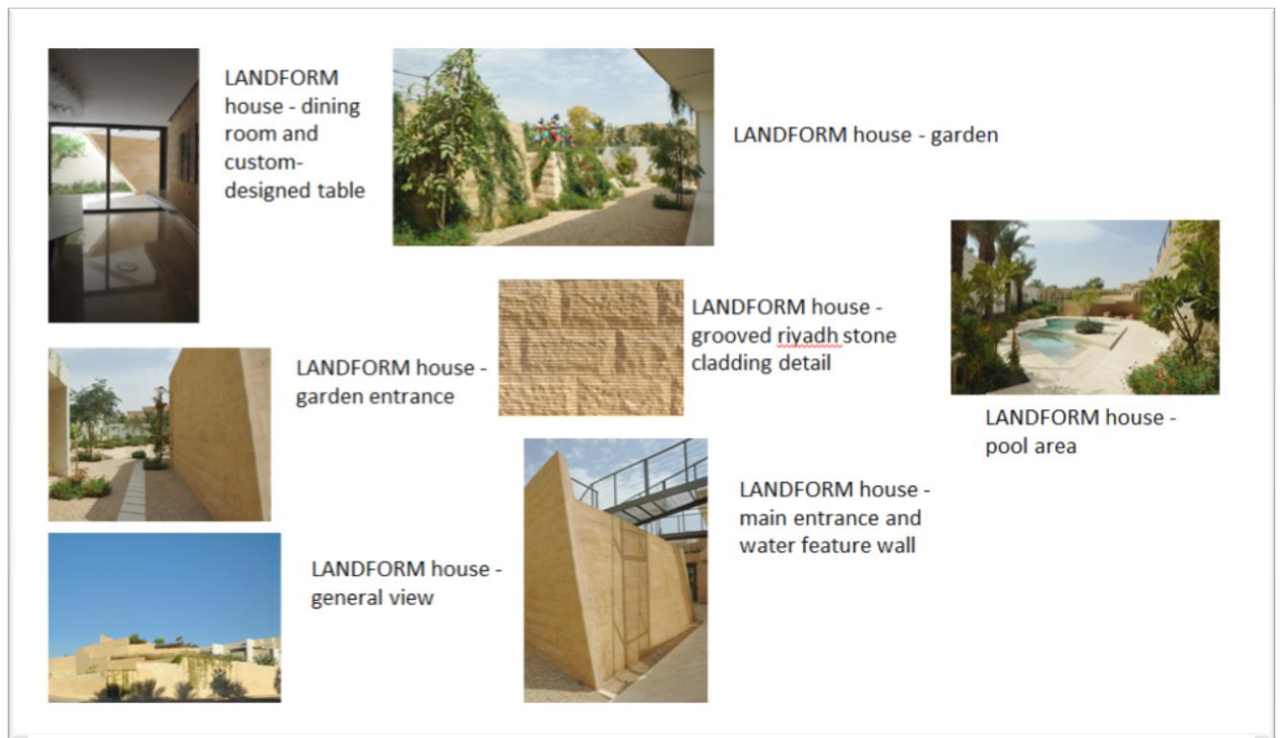 LANDFORM
house - dining
room and
custom-
designed table
LANDFORM house - garden
LANDFORM house -
grooved riyadh stone
cladding detail
LANDFORM house -
garden entrance
LANDFORM house -
pool area
LANDFORM house -
main entrance and
water feature wall
LANDFORM house -
general view